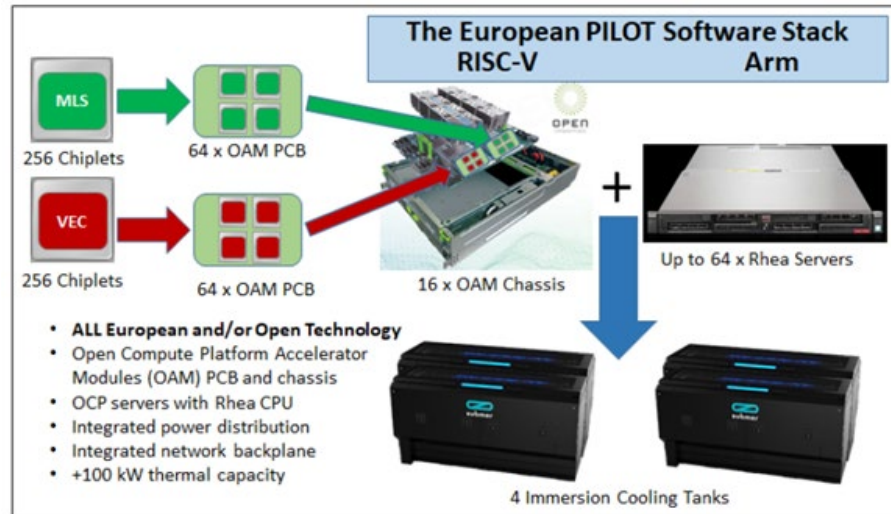 The European PILOT Software Stack
RISC-V Arm
MLS
256 Chiplets
64 x OAM PCB
OPEN
VEC
256 Chiplets
64 x OAM PCB
16 x OAM Chassis
+
Up to 64 x Rhea Servers
• ALL European and/or Open Technology
• Open Compute Platform Accelerator
Modules (OAM) PCB and chassis
• OCP servers with Rhea CPU
• Integrated power distribution
• Integrated network backplane
• +100 kW thermal capacity
submer
submer
4 Immersion Cooling Tanks